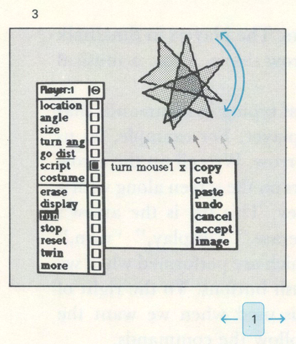 3
Player:1
location
angle
size
turn ang
go dist
script
costume
erase
display
stop
reset
twin
more
turn mouse1 x
copy
cut
paste
undo
cancel
accept
image
1